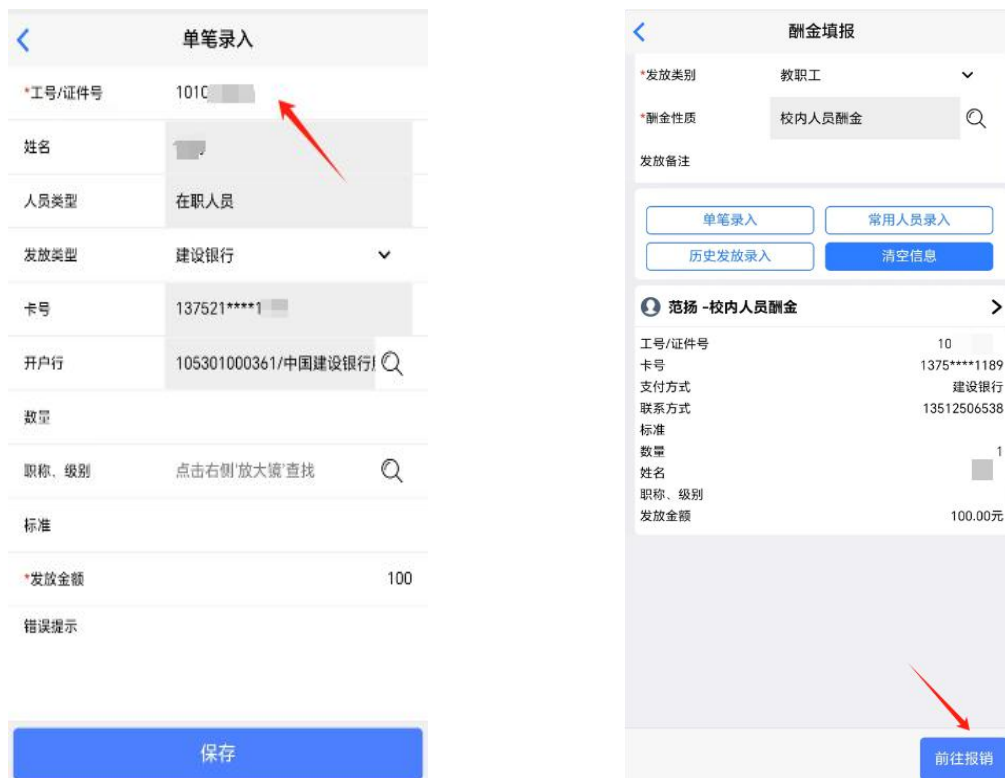 单笔录入
*工号/证件号 1010
姓名
人员类型 在职人员
发放类型 建设银行
卡号 137521****1
开户行 105301000361/中国建设银行
数量
职称、级别 点击右侧'放大镜'查找
标准
*发放金额 100
错误提示
保存
酬金填报
*发放类别 教职工
*酬金性质 校内人员酬金
发放备注
单笔录入 常用人员录入
历史发放录入 清空信息
范扬 -校内人员酬金
工号/证件号 10
卡号 1375****1189
支付方式 建设银行
联系方式 13512506538
标准
数量 1
姓名
职称、级别
发放金额 100.00元
前往报销